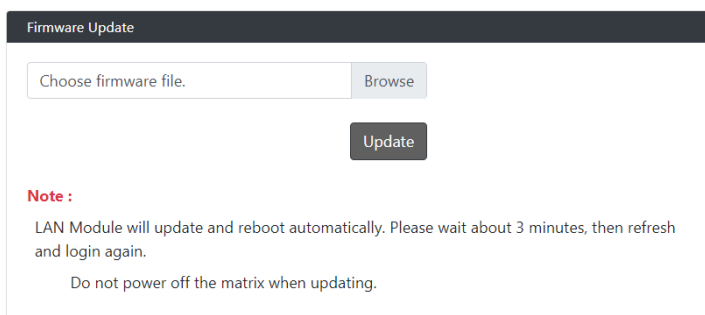 Firmware Update
Choose firmware file.
Browse
Update
Note :
LAN Module will update and reboot automatically. Please wait about 3 minutes, then refresh
and login again.
Do not power off the matrix when updating.